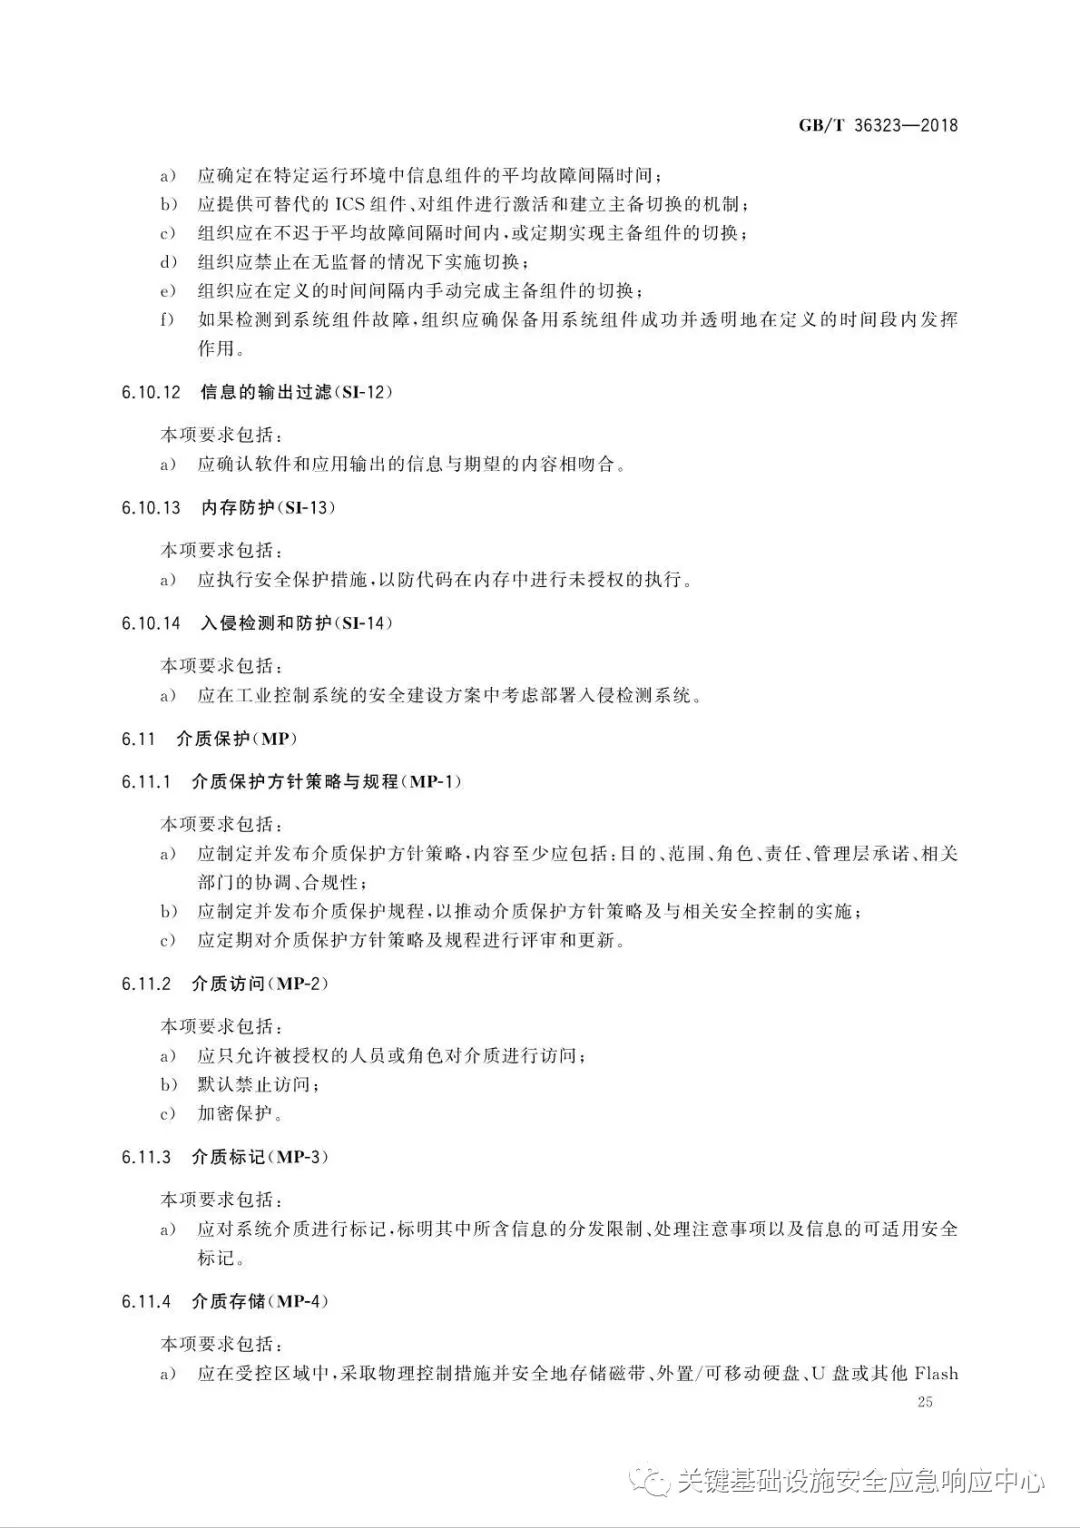 GB/T 36323—2018
a) 应确定在特定运行环境中信息组件的平均故障间隔时间;
b) 应提供可替代的 ICS 组件、对组件进行激活和建立主备切换的机制;
c) 组织应在不迟于平均故障间隔时间内,或定期实现主备组件的切换;
d) 组织应禁止在无监督的情况下实施切换;
e) 组织应在定义的时间间隔内手动完成主备组件的切换;
f) 如果检测到系统组件故障,组织应确保备用系统组件成功并透明地在定义的时间段内发挥
作用。
6.10.12 信息的输出过滤(SI-12)
本项要求包括:
a) 应确认软件和应用输出的信息与期望的内容相吻合。
6.10.13 内存防护(SI-13)
本项要求包括:
a) 应执行安全保护措施,以防代码在内存中进行未授权的执行。
6.10.14 入侵检测和防护(SI-14)
本项要求包括:
a) 应在工业控制系统的安全建设方案中考虑部署入侵检测系统。
6.11 介质保护(MP)
6.11.1 介质保护方针策略与规程(MP-1)
本项要求包括:
a) 应制定并发布介质保护方针策略,内容至少应包括:目的、范围、角色、责任、管理层承诺、相关
部门的协调、合规性;
b) 应制定并发布介质保护规程,以推动介质保护方针策略及与相关安全控制的实施;
c) 应定期对介质保护方针策略及规程进行评审和更新。
6.11.2 介质访问(MP-2)
本项要求包括:
a) 应只允许被授权的人员或角色对介质进行访问;
b) 默认禁止访问;
c) 加密保护。
6.11.3 介质标记(MP-3)
本项要求包括:
a) 应对系统介质进行标记,标明其中所含信息的分发限制、处理注意事项以及信息的可适用安全
标记。
6.11.4 介质存储(MP-4)
本项要求包括:
a) 应在受控区域中,采取物理控制措施并安全地存储磁带、外置/可移动硬盘、U 盘或其他 Flash
25
关键基础设施安全应急响应中心